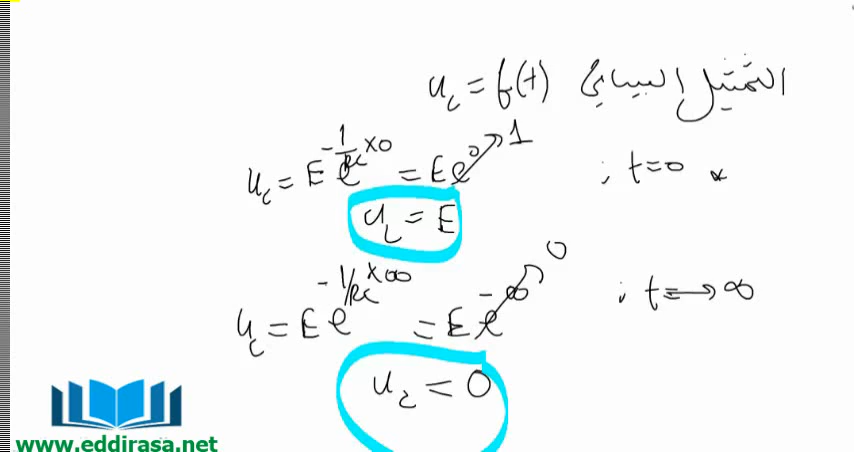 التمثيل البياني u_c = f(t)
* t=0 : u_c = E e^{-1/RC × 0} = E e^0 → 1
u_c = E
t → ∞ : u_c = E e^{-1/RC × ∞} = E e^{-∞} → 0
u_c = 0
www.eddirasa.net